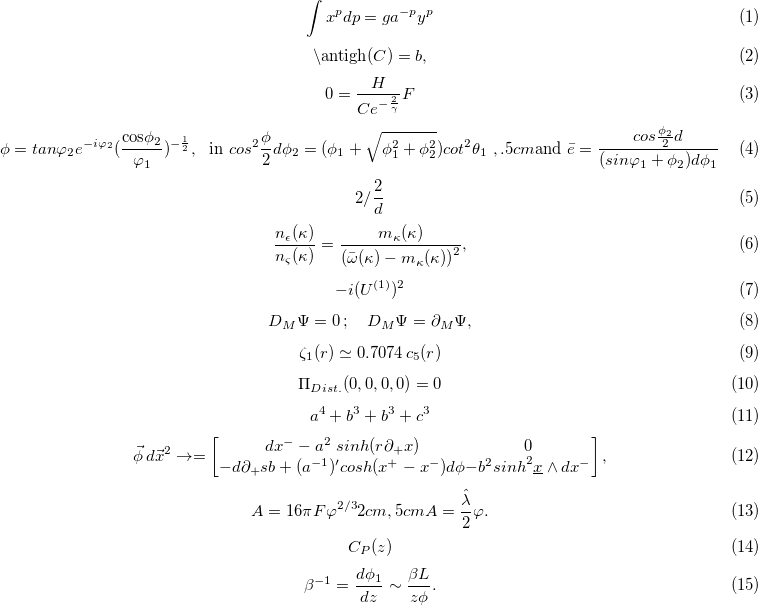 $$\int x^p dp = ga^{-p}y^p \quad (1)$$
$$\text{\textbackslash antigh}(C) = b, \quad (2)$$
$$0 = \frac{H}{Ce^{-\frac{2}{\gamma}}}F \quad (3)$$
$$\phi = tan\varphi_2 e^{-i\varphi_2}(\frac{\cos\phi_2}{\varphi_1})^{-\frac{1}{2}}, \text{ in } cos^2\frac{\phi}{2}d\phi_2 = (\phi_1 + \sqrt{\phi_1^2 + \phi_2^2})cot^2\theta_1 \text{ },.5cm\text{and } \bar{e} = \frac{cos\frac{\phi_2}{2}d}{(sin\varphi_1 + \phi_2)d\phi_1} \quad (4)$$
$$2/\frac{2}{d} \quad (5)$$
$$\frac{n_\epsilon(\kappa)}{n_\varsigma(\kappa)} = \frac{m_\kappa(\kappa)}{(\bar{\omega}(\kappa) - m_\kappa(\kappa))^2}, \quad (6)$$
$$-i(U^{(1)})^2 \quad (7)$$
$$D_M\Psi = 0\,; \quad D_M\Psi = \partial_M\Psi, \quad (8)$$
$$\zeta_1(r) \simeq 0.7074\, c_5(r) \quad (9)$$
$$\Pi_{Dist.}(0,0,0,0) = 0 \quad (10)$$
$$a^4 + b^3 + b^3 + c^3 \quad (11)$$
$$\vec{\phi}\, d\vec{x}^2 \to = \begin{bmatrix} dx^- - a^2\ sinh(r\partial_+ x) & 0 \\ -d\partial_+ sb + (a^{-1})' cosh(x^+ - x^-)d\phi & -b^2 sinh^2\underline{x} \wedge dx^- \end{bmatrix}, \quad (12)$$
$$A = 16\pi F\varphi^{2/3}2cm, 5cmA = \frac{\hat{\lambda}}{2}\varphi. \quad (13)$$
$$C_P(z) \quad (14)$$
$$\beta^{-1} = \frac{d\phi_1}{dz} \sim \frac{\beta L}{z\phi}. \quad (15)$$